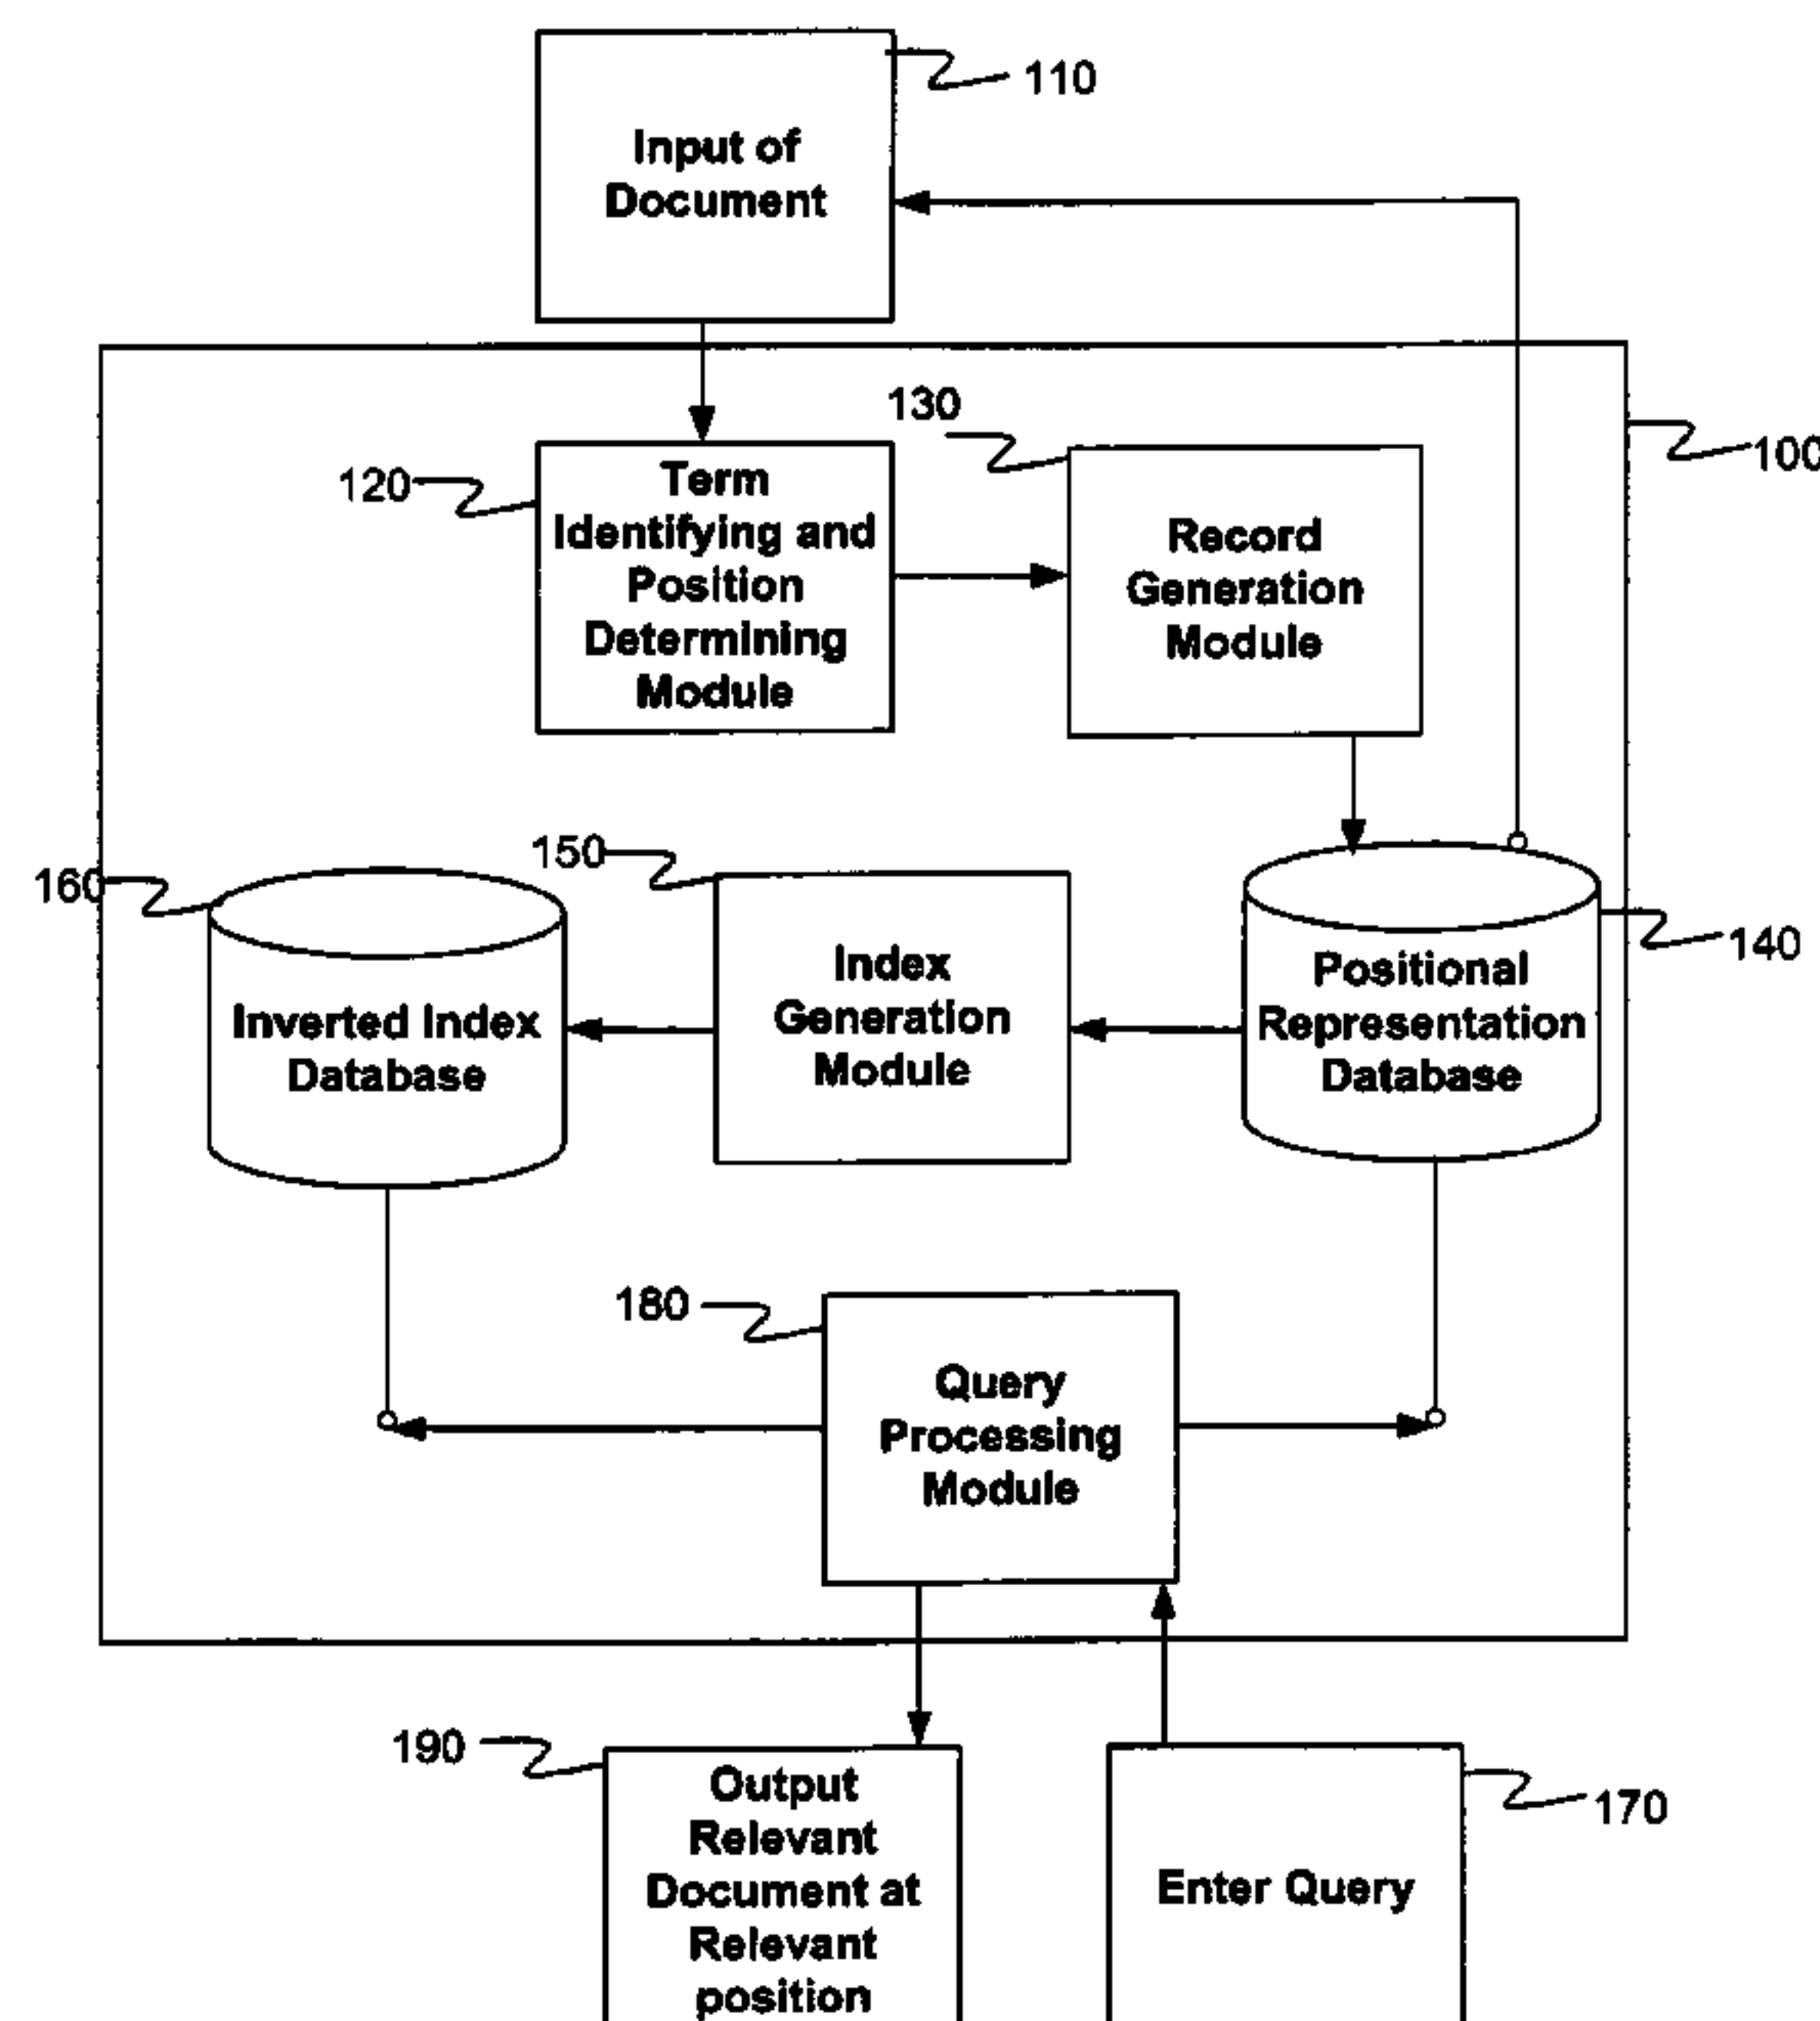 110
Input of
Document
130
100
120
Term
Identifying and
Position
Determining
Module
Record
Generation
Module
150
160
140
Inverted Index
Database
Index
Generation
Module
Positional
Representation
Database
180
Query
Processing
Module
190
Output
Relevant
Document at
Relevant
position
170
Enter Query